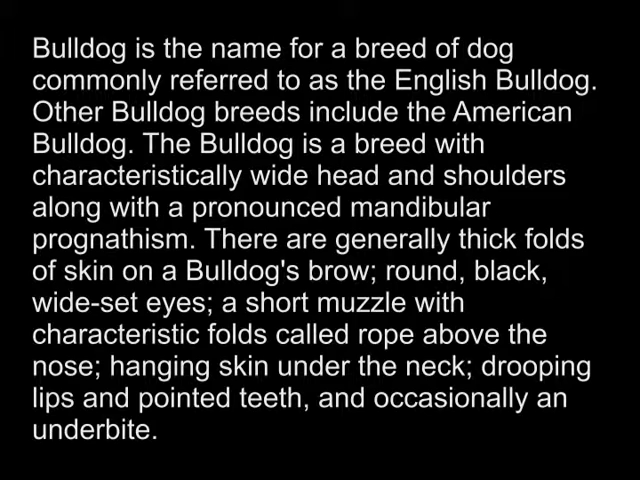 Bulldog is the name for a breed of dog
commonly referred to as the English Bulldog.
Other Bulldog breeds include the American
Bulldog. The Bulldog is a breed with
characteristically wide head and shoulders
along with a pronounced mandibular
prognathism. There are generally thick folds
of skin on a Bulldog's brow; round, black,
wide-set eyes; a short muzzle with
characteristic folds called rope above the
nose; hanging skin under the neck; drooping
lips and pointed teeth, and occasionally an
underbite.